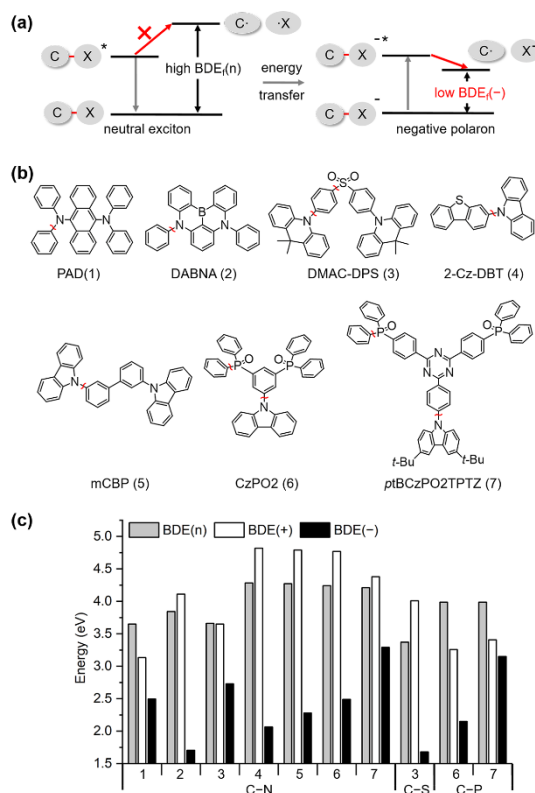 (a)
C· ·X
C X * high BDEf(n) energy transfer C X −* C· X−
low BDEf(−)
C X C X −
neutral exciton negative polaron
(b)
N N B N N O S O N N S N
PAD(1) DABNA (2) DMAC-DPS (3) 2-Cz-DBT (4)
N N P O P O N P O P O N N N N t-Bu t-Bu
mCBP (5) CzPO2 (6) ptBCzPO2TPTZ (7)
(c)
BDE(n) BDE(+) BDE(−)
Energy (eV)
5.0
4.5
4.0
3.5
3.0
2.5
2.0
1.5
1 2 3 4 5 6 7 3 6 7
C−N C−S C−P